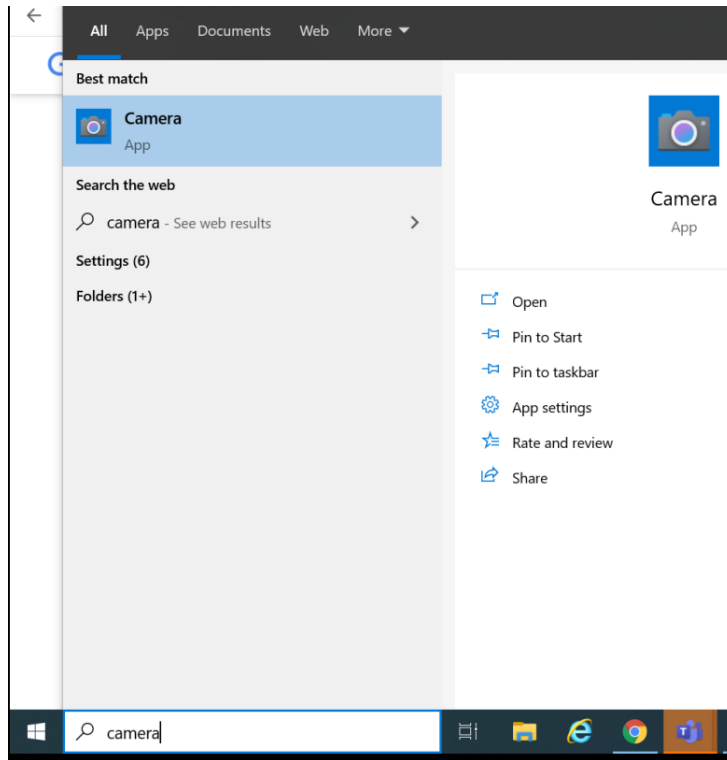 All Apps Documents Web More
Best match
Camera
App
Search the web
camera - See web results
Settings (6)
Folders (1+)
Camera
App
Open
Pin to Start
Pin to taskbar
App settings
Rate and review
Share
camera